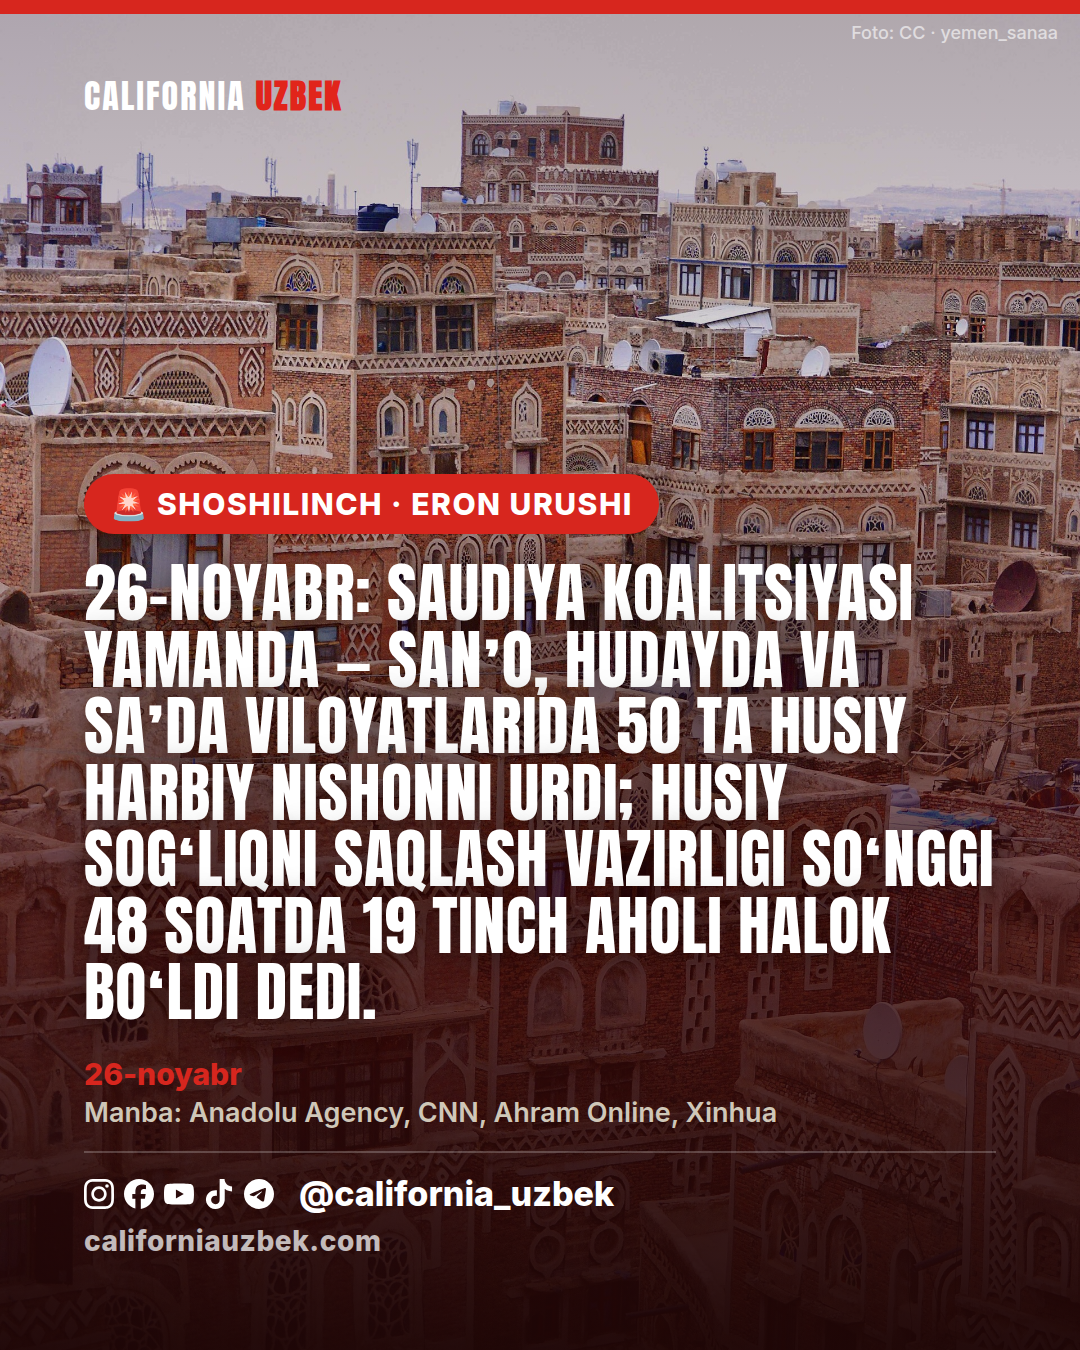 Foto: CC · yemen_sanaa
CALIFORNIA UZBEK
🚨 SHOSHILINCH · ERON URUSHI
26-NOYABR: SAUDIYA KOALITSIYASI
YAMANDA – SAN’O, HUDAYDA VA
SA’DA VILOYATLARIDA 50 TA HUSIY
HARBIY NISHONNI URDI; HUSIY
SOG‘LIQNI SAQLASH VAZIRLIGI SO‘NGGI
48 SOATDA 19 TINCH AHOLI HALOK
BO‘LDI DEDI.
26-noyabr
Manba: Anadolu Agency, CNN, Ahram Online, Xinhua
@california_uzbek
californiauzbek.com